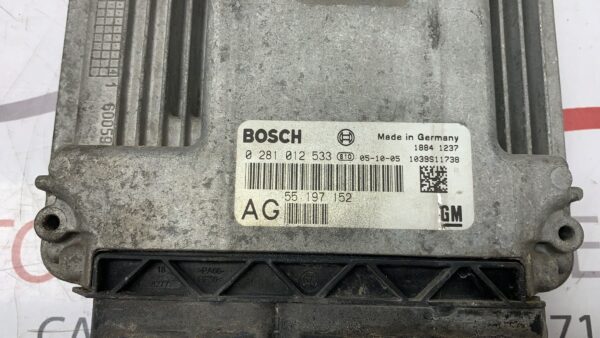 BOSCH Made in Germany
1884 1237
0 281 012 533 05-10-05 1039S11738
55 197 152
AG
GM
>PA66-